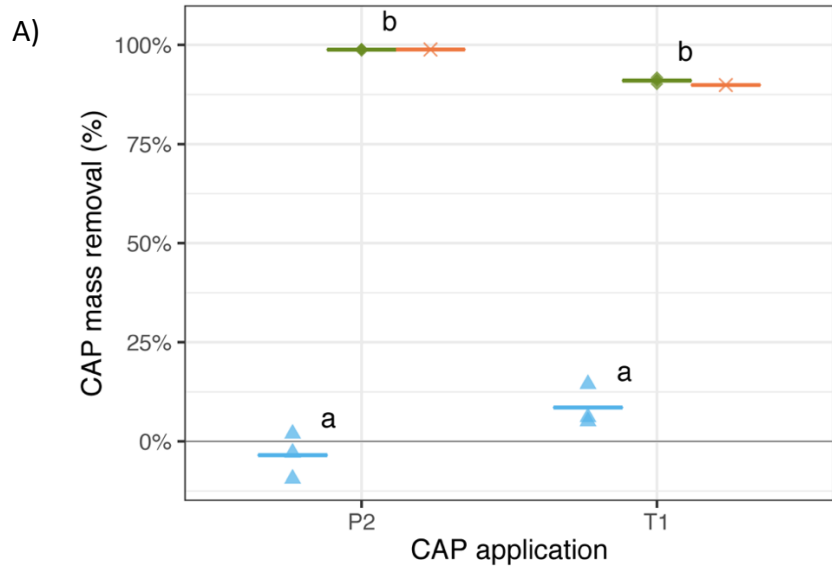 A)
CAP mass removal (%)
100%
75%
50%
25%
0%
b
b
a
a
P2
T1
CAP application